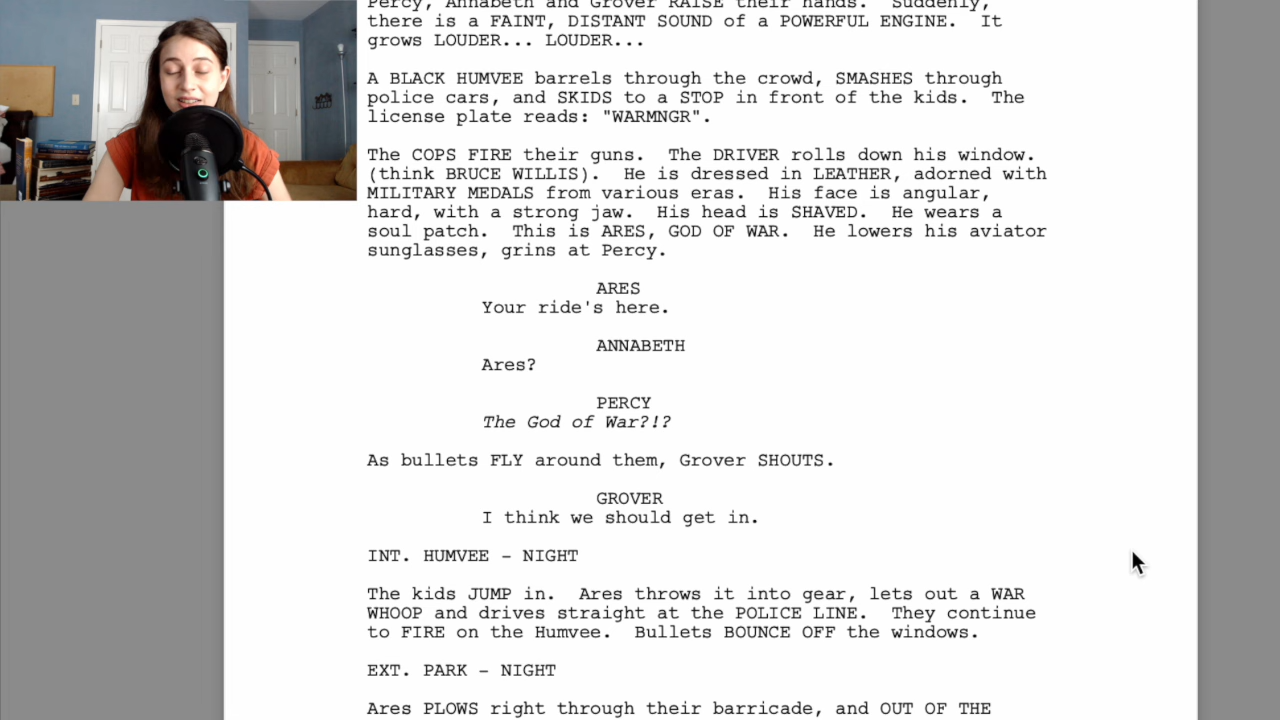 Percy, Annabeth and Grover RAISE their hands. Suddenly,
there is a FAINT, DISTANT SOUND of a POWERFUL ENGINE. It
grows LOUDER... LOUDER...
A BLACK HUMVEE barrels through the crowd, SMASHES through
police cars, and SKIDS to a STOP in front of the kids. The
license plate reads: "WARMNGR".
The COPS FIRE their guns. The DRIVER rolls down his window.
(think BRUCE WILLIS). He is dressed in LEATHER, adorned with
MILITARY MEDALS from various eras. His face is angular,
hard, with a strong jaw. His head is SHAVED. He wears a
soul patch. This is ARES, GOD OF WAR. He lowers his aviator
sunglasses, grins at Percy.
ARES
Your ride's here.
ANNABETH
Ares?
PERCY
The God of War?!?
As bullets FLY around them, Grover SHOUTS.
GROVER
I think we should get in.
INT. HUMVEE - NIGHT
The kids JUMP in. Ares throws it into gear, lets out a WAR
WHOOP and drives straight at the POLICE LINE. They continue
to FIRE on the Humvee. Bullets BOUNCE OFF the windows.
EXT. PARK - NIGHT
Ares PLOWS right through their barricade, and OUT OF THE